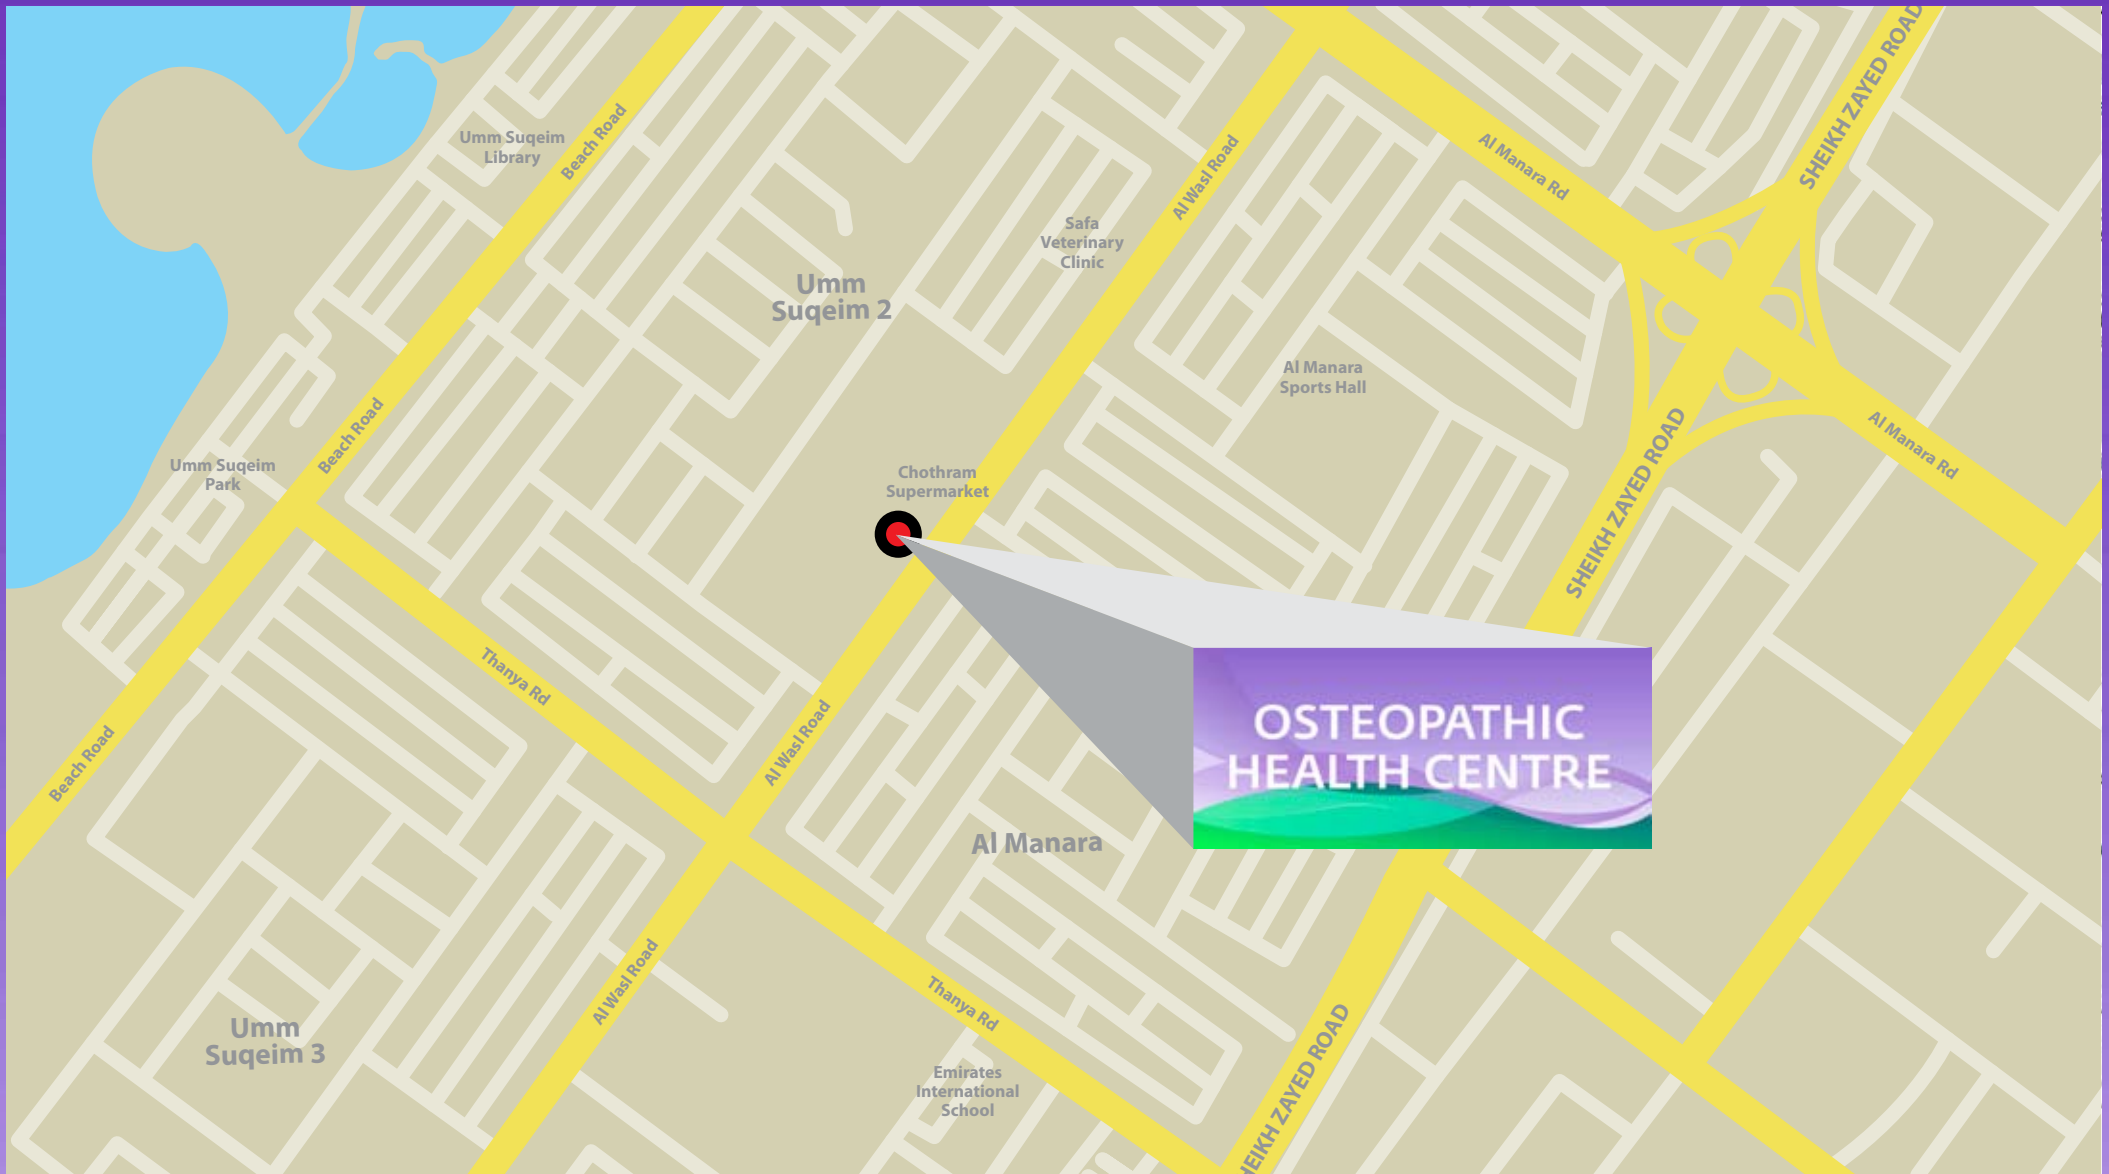 SHEIKH ZAYED ROAD
Umm Suqeim
Library
Beach Road
Al Wasl Road
Al Manara Rd
Safa
Veterinary
Clinic
Umm
Suqeim 2
Al Manara
Sports Hall
Beach Road
Umm Suqeim
Park
Chothram
Supermarket
SHEIKH ZAYED ROAD
Al Manara Rd
Thanya Rd
Al Wasl Road
Beach Road
OSTEOPATHIC
HEALTH CENTRE
Al Manara
Al Wasl Road
Thanya Rd
Umm
Suqeim 3
Emirates
International
School
HEIKH ZAYED ROAD